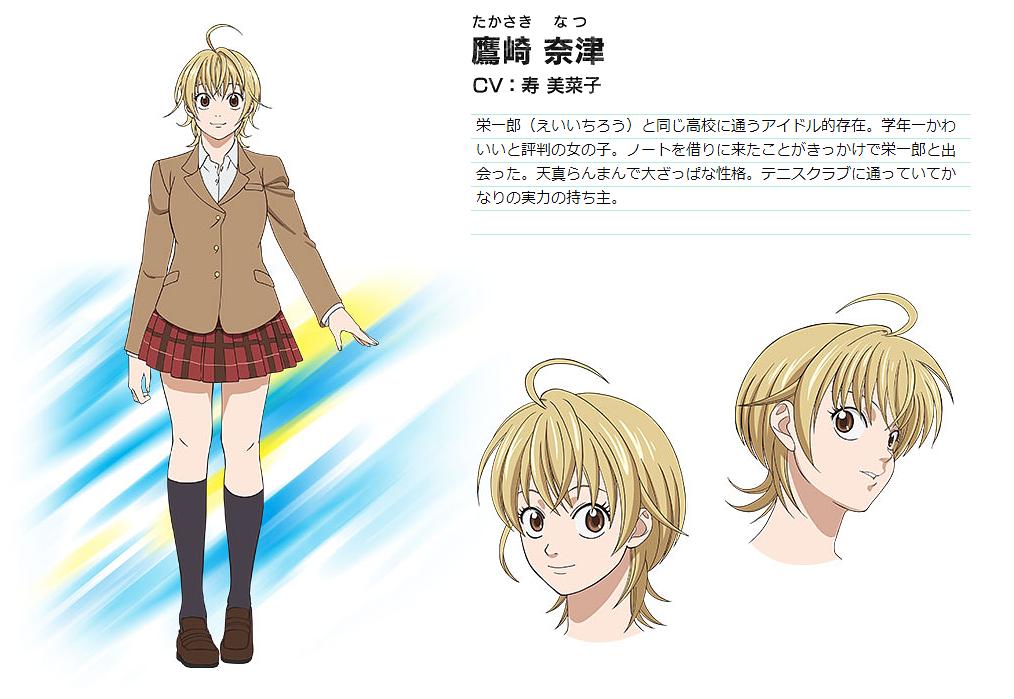 たかさき なつ
鷹崎 奈津
CV：寿 美菜子
栄一郎（えいいちろう）と同じ高校に通うアイドル的存在。学年一かわ
いいと評判の女の子。ノートを借りに来たことがきっかけで栄一郎と出
会った。天真らんまんで大ざっぱな性格。テニスクラブに通っていてか
なりの実力の持ち主。